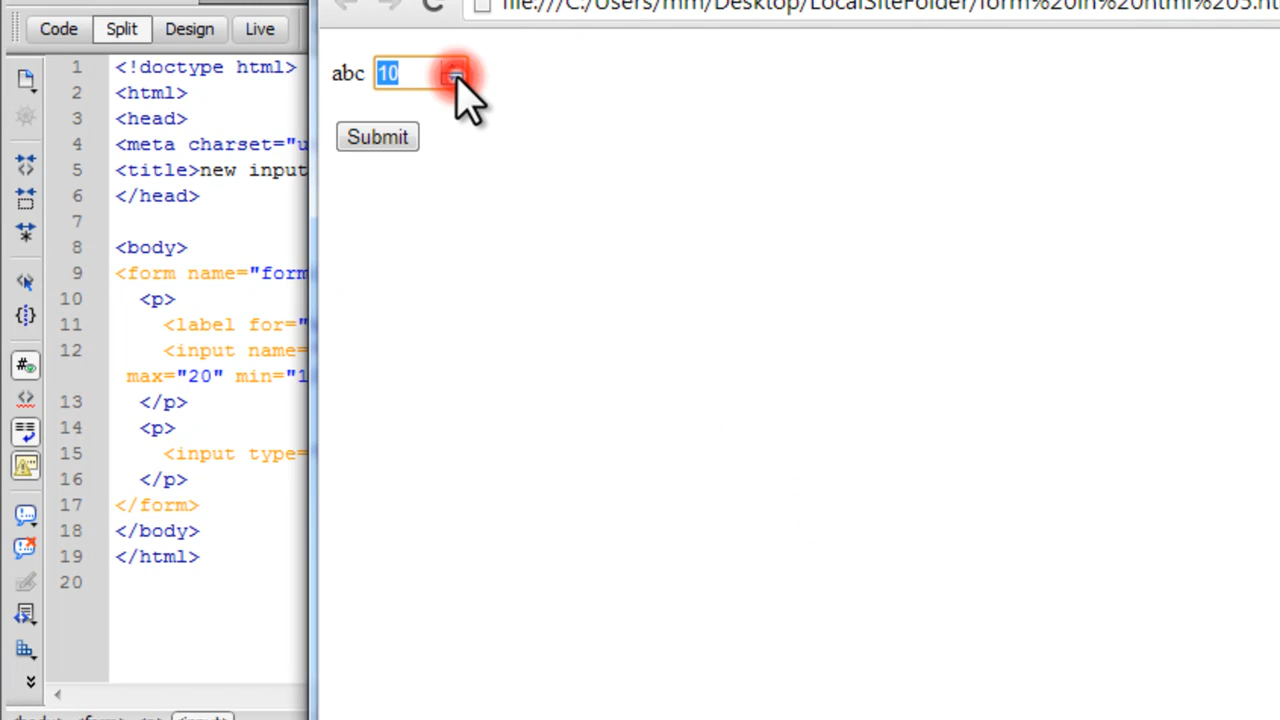 file:///C:/Users/mm/Desktop/LocalSiteFolder/form%20in%20html%205.ht
Code Split Design Live
abc 10
Submit
1 <!doctype html>
2 <html>
3 <head>
4 <meta charset="u
5 <title>new input
6 </head>
7
8 <body>
9 <form name="form
10 <p>
11 <label for="
12 <input name=
max="20" min="1
13 </p>
14 <p>
15 <input type=
16 </p>
17 </form>
18 </body>
19 </html>
20
<body> <form> <p> <input>